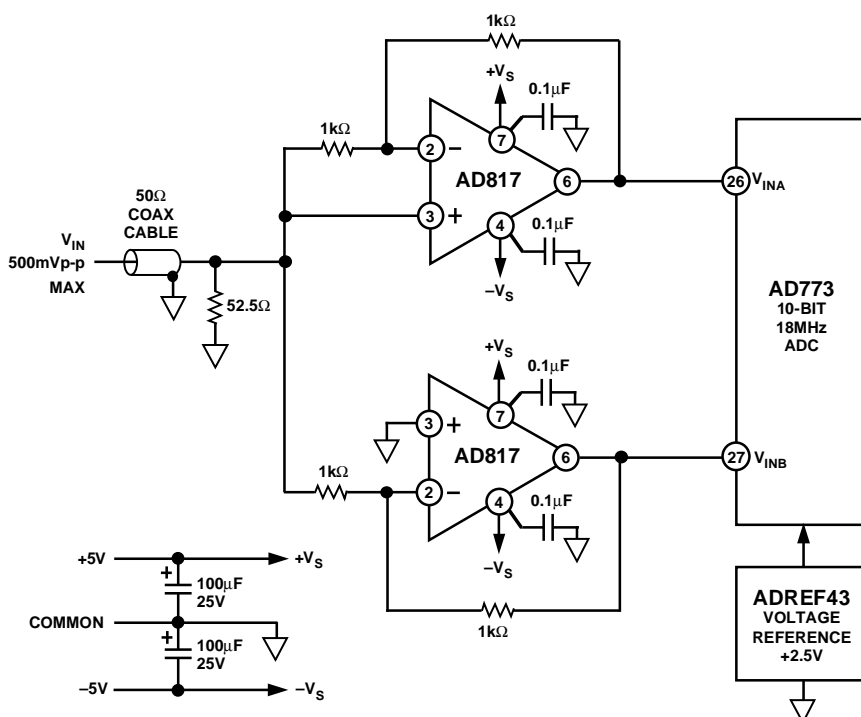 1kΩ
+VS
0.1µF
1kΩ
2
–
7
AD817
6
26
VINA
50Ω
COAX
CABLE
3
+
4
0.1µF
VIN
500mVp-p
MAX
–VS
52.5Ω
AD773
10-BIT
18MHz
ADC
+VS
0.1µF
3
+
7
AD817
6
27
VINB
1kΩ
2
–
4
0.1µF
–VS
+5V
+VS
+
100µF
25V
1kΩ
COMMON
+
100µF
25V
–5V
–VS
ADREF43
VOLTAGE
REFERENCE
+2.5V